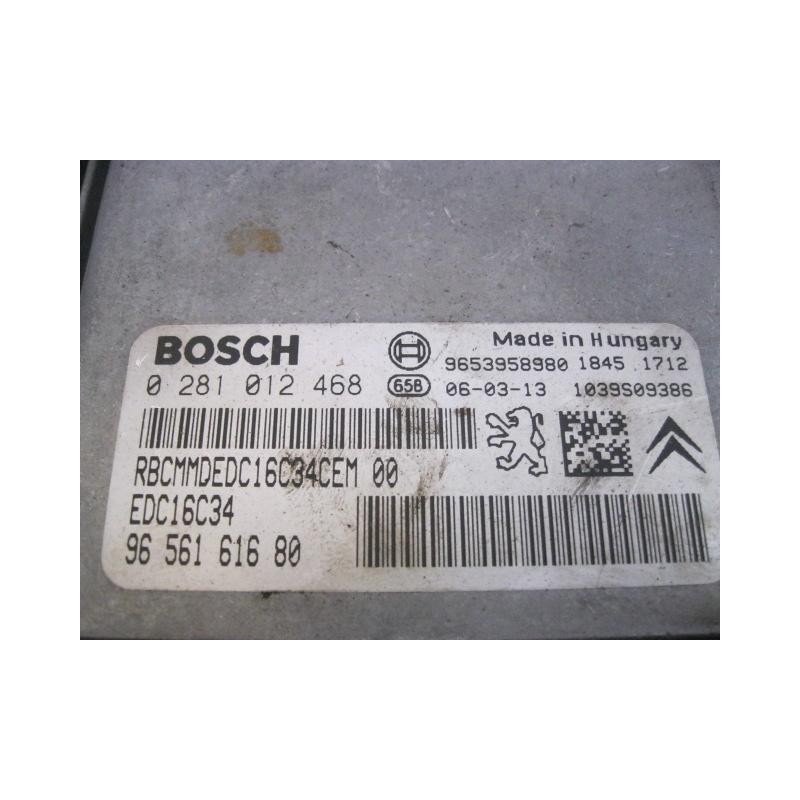 BOSCH
Made in Hungary
9653958980 1845 1712
0 281 012 468
65B
06-03-13 1039S09386
RBCMMDEDC16C34CEM 00
EDC16C34
96 561 616 80